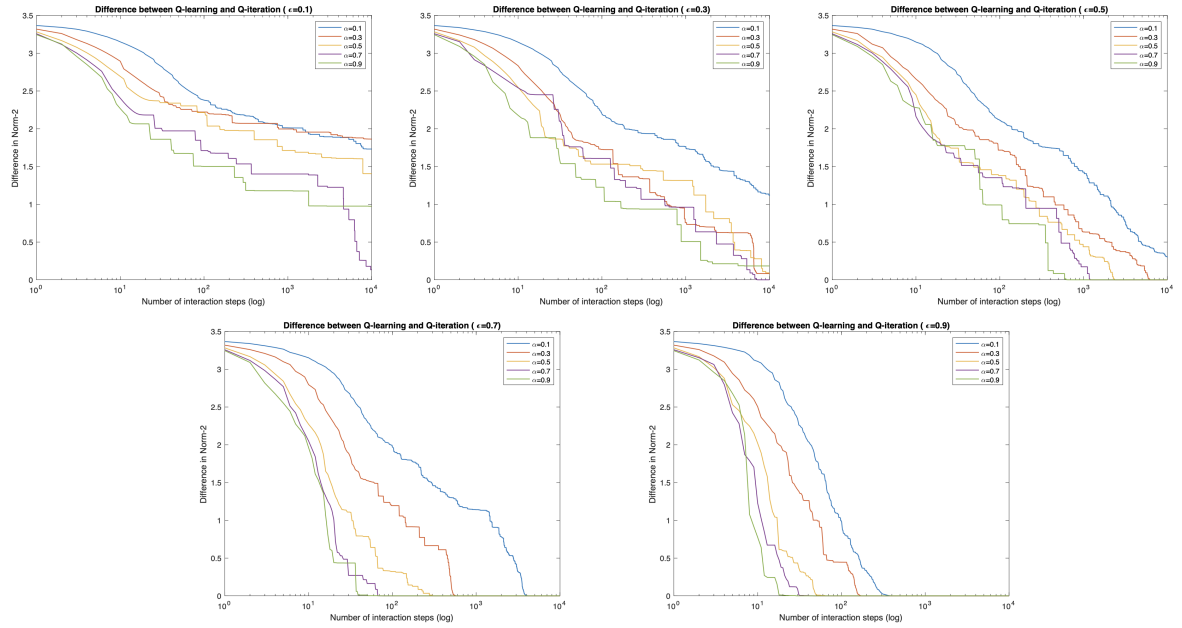 Difference between Q-learning and Q-iteration ( ϵ=0.1)
3.5
3
2.5
2
1.5
1
0.5
0
Difference in Norm-2
10^0
10^1
10^2
10^3
10^4
Number of interaction steps (log)
α=0.1
α=0.3
α=0.5
α=0.7
α=0.9
Difference between Q-learning and Q-iteration ( ϵ=0.3)
3.5
3
2.5
2
1.5
1
0.5
0
Difference in Norm-2
10^0
10^1
10^2
10^3
10^4
Number of interaction steps (log)
α=0.1
α=0.3
α=0.5
α=0.7
α=0.9
Difference between Q-learning and Q-iteration ( ϵ=0.5)
3.5
3
2.5
2
1.5
1
0.5
0
Difference in Norm-2
10^0
10^1
10^2
10^3
10^4
Number of interaction steps (log)
α=0.1
α=0.3
α=0.5
α=0.7
α=0.9
Difference between Q-learning and Q-iteration ( ϵ=0.7)
3.5
3
2.5
2
1.5
1
0.5
0
Difference in Norm-2
10^0
10^1
10^2
10^3
10^4
Number of interaction steps (log)
α=0.1
α=0.3
α=0.5
α=0.7
α=0.9
Difference between Q-learning and Q-iteration ( ϵ=0.9)
3.5
3
2.5
2
1.5
1
0.5
0
Difference in Norm-2
10^0
10^1
10^2
10^3
10^4
Number of interaction steps (log)
α=0.1
α=0.3
α=0.5
α=0.7
α=0.9